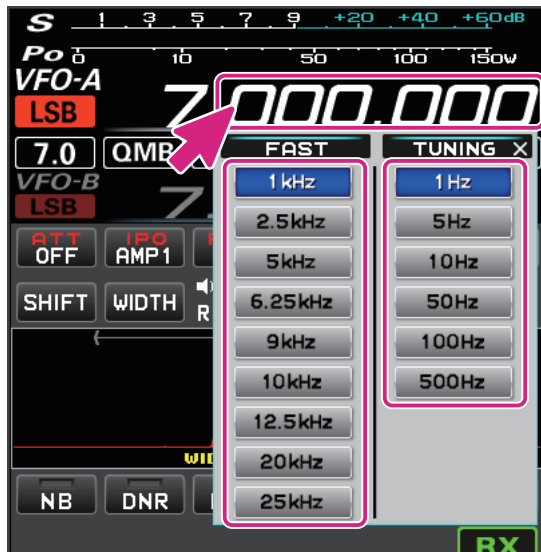 S 1 . 3 . 5 . 7 . 9 +20 +40 +60dB
Po 0 10 50 100 150W
VFO-A
LSB 7.000.000
7.0 QMB FAST TUNING ×
VFO-B
LSB 7.
1kHz 1Hz
2.5kHz 5Hz
ATT OFF IPO AMP1 5kHz 10Hz
SHIFT WIDTH R 6.25kHz 50Hz
9kHz 100Hz
10kHz 500Hz
12.5kHz
20kHz
NB DNR 25kHz
RX